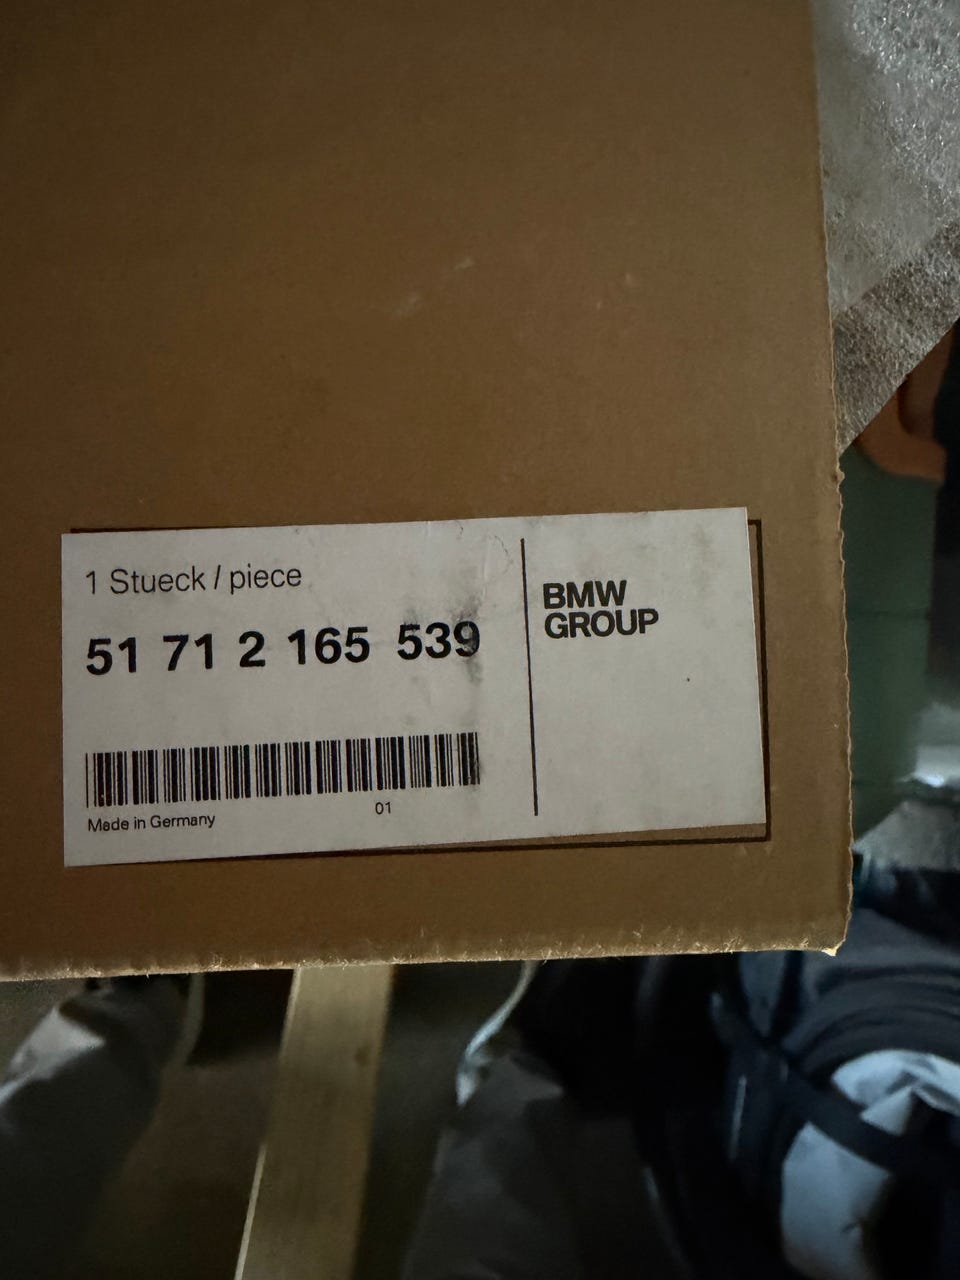 1 Stueck / piece
51 71 2 165 539
Made in Germany
01
BMW
GROUP